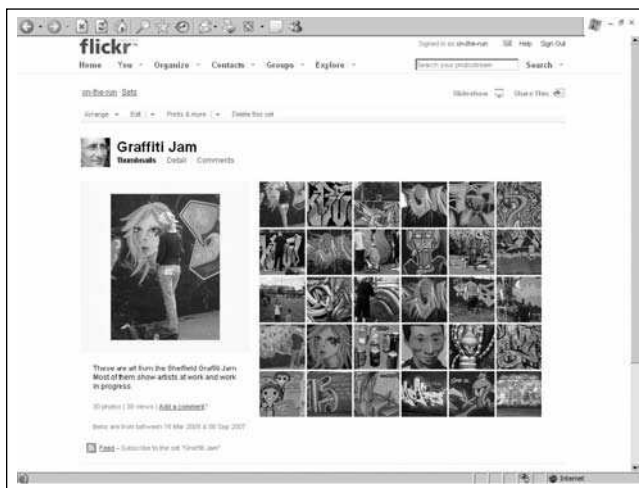 flickr
Signed in as on-the-run Help Sign Out
Home You Organize Contacts Groups Explore
Search your photostream Search
on-the-run Sets
Slideshow Share This
Arrange Edit Prints & more Delete this set
Graffiti Jam
Thumbnails Detail Comments
These are all from the Sheffield Graffiti Jam.
Most of them show artists at work and work
in progress.
30 photos | 38 views | Add a comment?
Items are from between 16 Mar 2005 & 08 Sep 2007.
Feed – Subscribe to the set "Graffiti Jam"
Internet